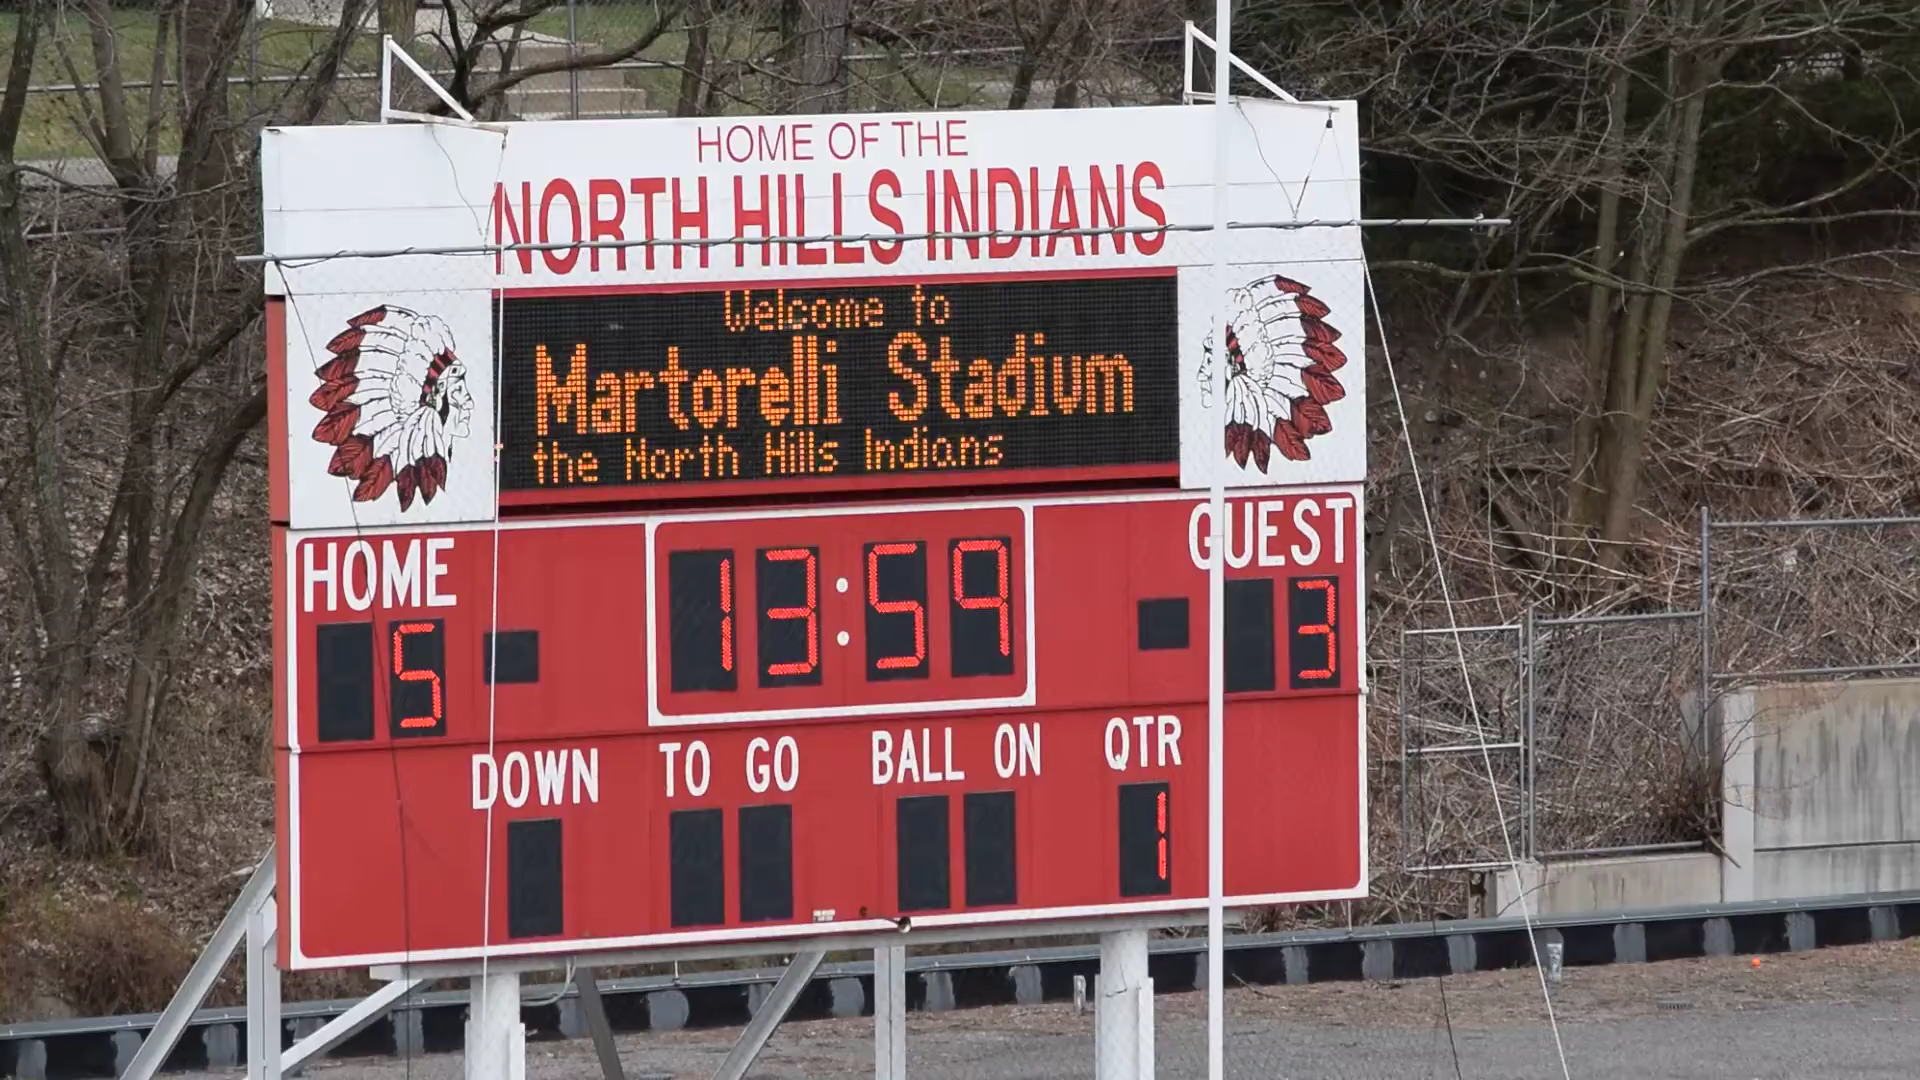 HOME OF THE
NORTH HILLS INDIANS
Welcome to
Martorelli Stadium
the North Hills Indians
HOME
GUEST
5
13:59
3
DOWN
TO GO
BALL ON
QTR
1